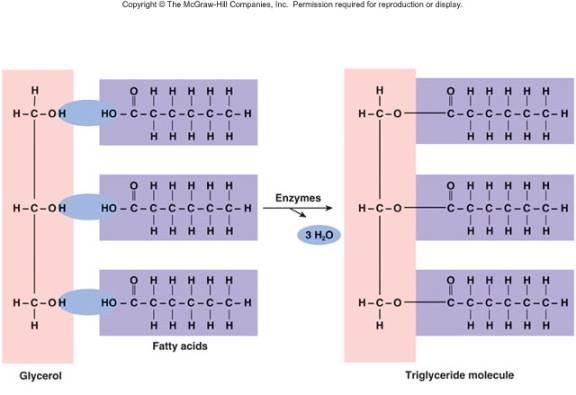 Copyright © The McGraw-Hill Companies, Inc. Permission required for reproduction or display.
H O H H H H H
H–C–OH HO–C–C–C–C–C–C–H
H H H H H
O H H H H H
H–C–OH HO–C–C–C–C–C–C–H
H H H H H
O H H H H H
H–C–OH HO–C–C–C–C–C–C–H
H H H H H H
Fatty acids
Glycerol
Enzymes
3 H₂O
H O H H H H H
H–C–O C–C–C–C–C–C–H
H H H H H
O H H H H H
H–C–O C–C–C–C–C–C–H
H H H H H
O H H H H H
H–C–O C–C–C–C–C–C–H
H H H H H H
Triglyceride molecule